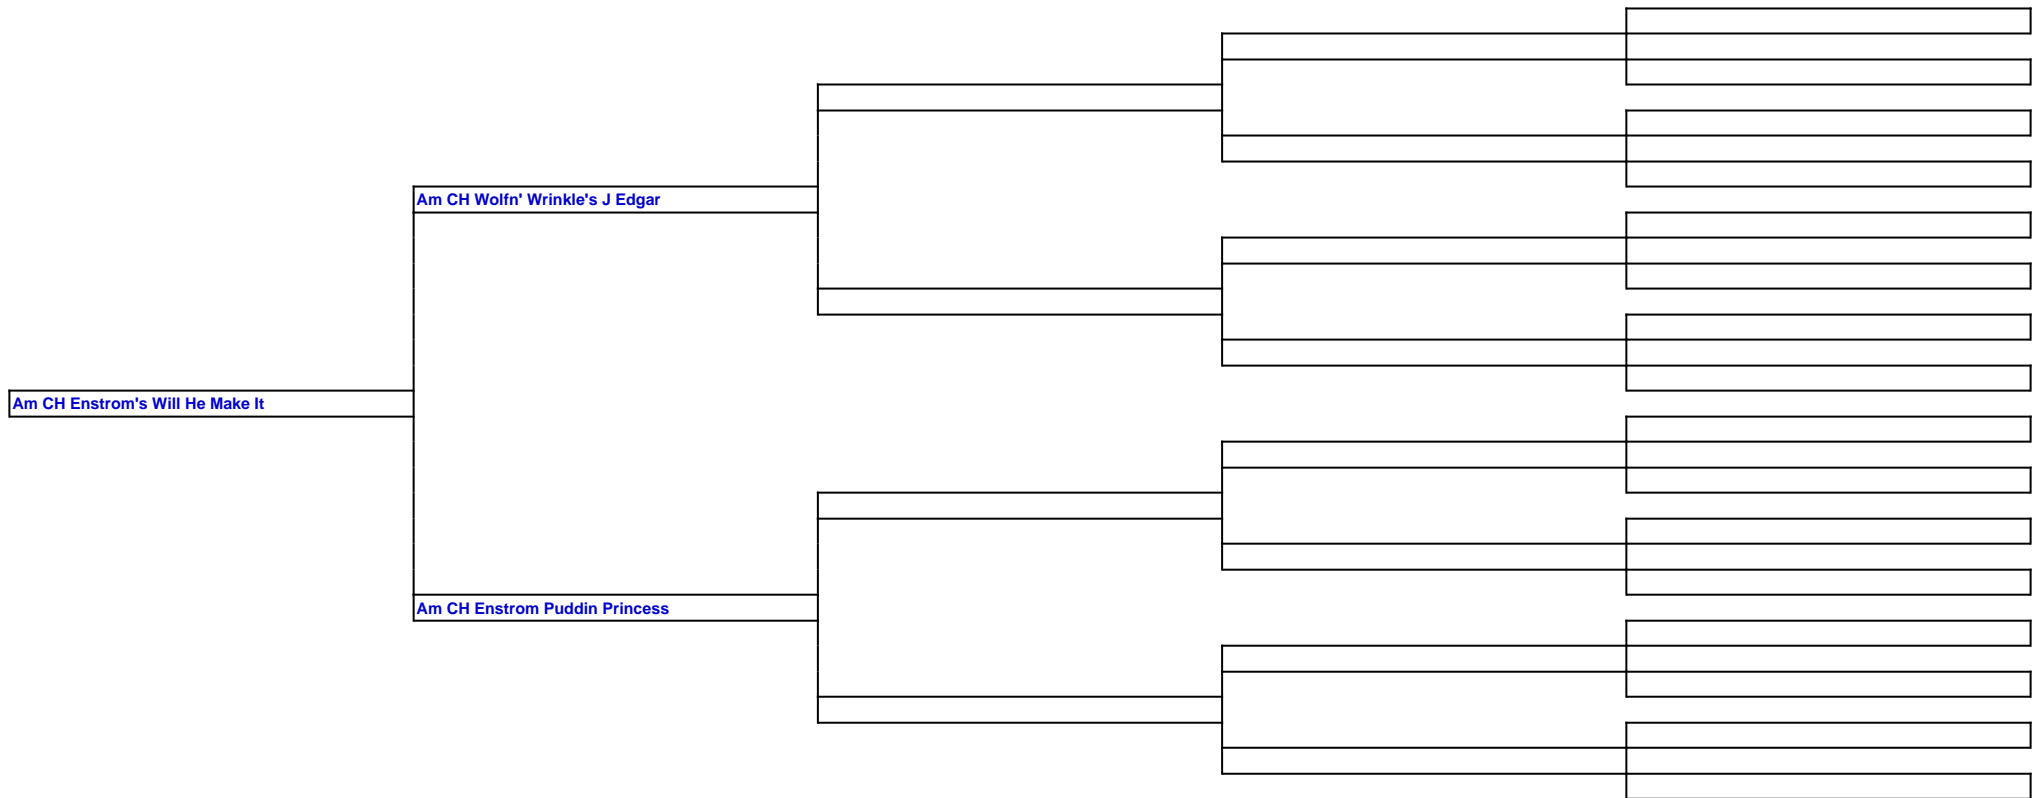 Am CH Wolfn' Wrinkle's J Edgar
Am CH Enstrom's Will He Make It
Am CH Enstrom Puddin Princess